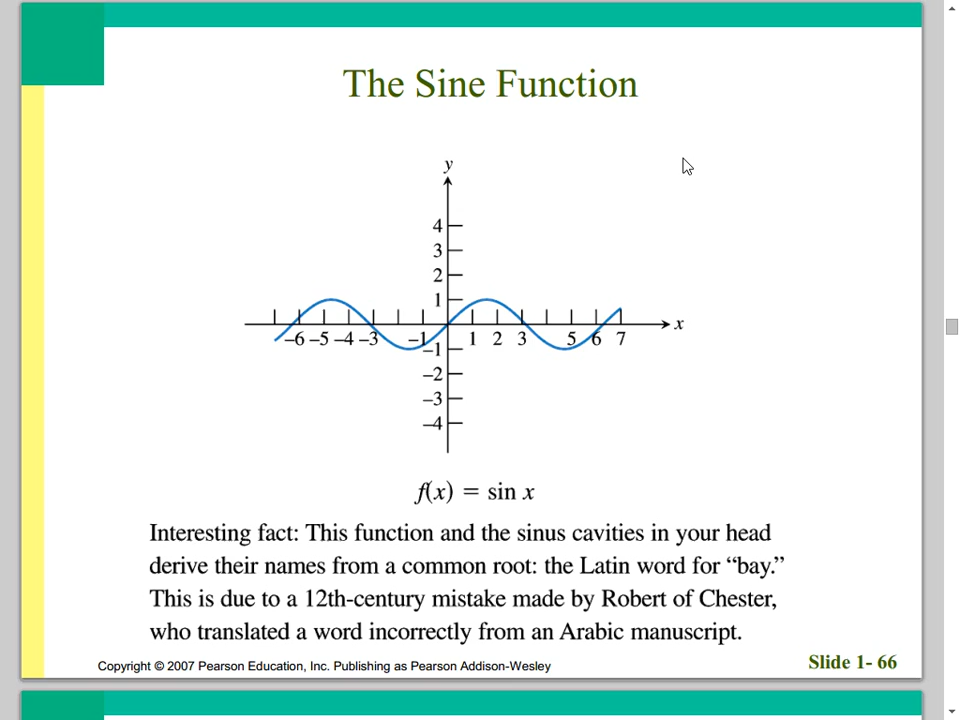 The Sine Function
y
4
3
2
1
–6 –5 –4 –3 –1 1 2 3 5 6 7 x
–1
–2
–3
–4
f(x) = sin x
Interesting fact: This function and the sinus cavities in your head
derive their names from a common root: the Latin word for “bay.”
This is due to a 12th-century mistake made by Robert of Chester,
who translated a word incorrectly from an Arabic manuscript.
Copyright © 2007 Pearson Education, Inc. Publishing as Pearson Addison-Wesley
Slide 1- 66